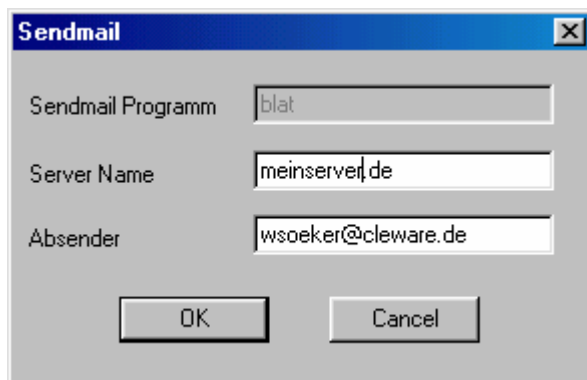 Sendmail
Sendmail Programm blat
Server Name meinserver.de
Absender wsoeker@cleware.de
OK Cancel